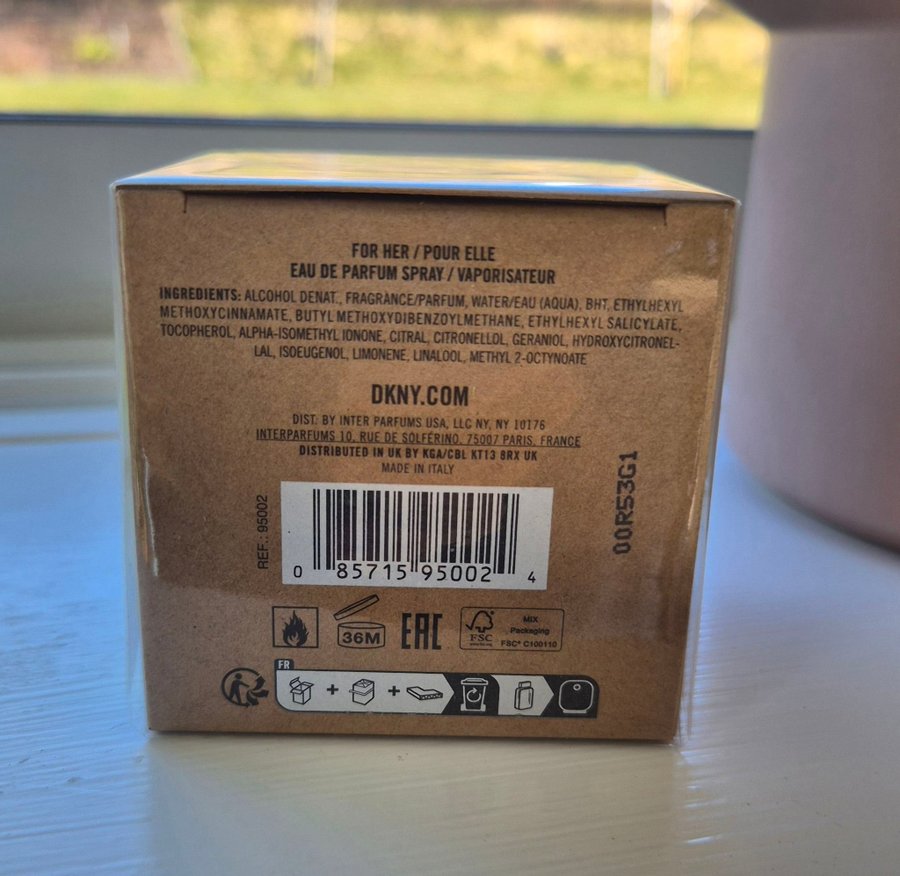 FOR HER / POUR ELLE
EAU DE PARFUM SPRAY / VAPORISATEUR
INGREDIENTS: ALCOHOL DENAT., FRAGRANCE/PARFUM, WATER/EAU (AQUA), BHT, ETHYLHEXYL
METHOXYCINNAMATE, BUTYL METHOXYDIBENZOYLMETHANE, ETHYLHEXYL SALICYLATE,
TOCOPHEROL, ALPHA-ISOMETHYL IONONE, CITRAL, CITRONELLOL, GERANIOL, HYDROXYCITRONEL-
LAL, ISOEUGENOL, LIMONENE, LINALOOL, METHYL 2-OCTYNOATE
DKNY.COM
DIST. BY INTER PARFUMS USA, LLC NY, NY 10176
INTERPARFUMS 10, RUE DE SOLFÉRINO, 75007 PARIS, FRANCE
DISTRIBUTED IN UK BY KGA/CBL KT13 8RX UK
MADE IN ITALY
REF.: 95002
0 85715 95002 4
00R53G1
36M
EAC
FSC
www.fsc.org
MIX
Packaging
FSC® C100110
FR